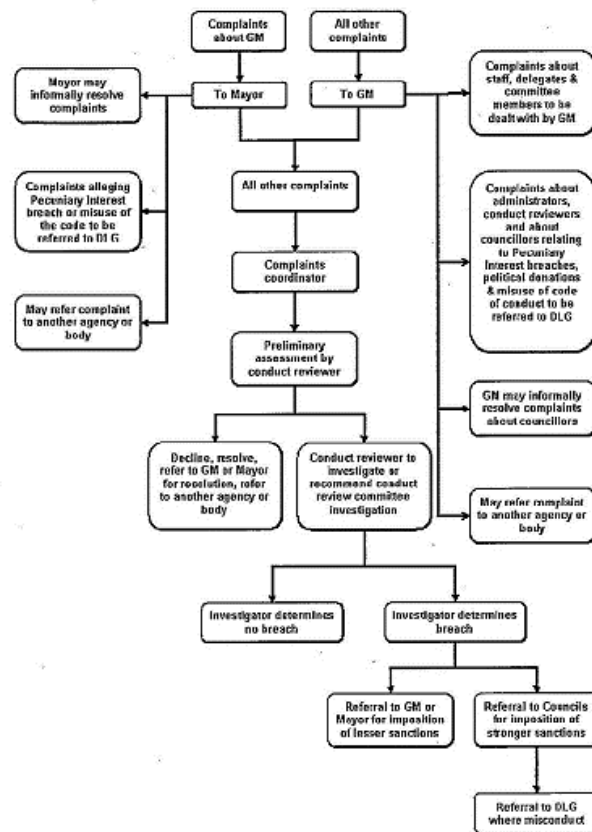 Complaints
about GM
All other
complaints
Mayor may
informally resolve
complaints
To Mayor
To GM
Complaints about
staff, delegates &
committee
members to be
dealt with by GM
Complaints alleging
Pecuniary Interest
breach or misuse of
the code to be
referred to DLG
All other complaints
Complaints about
administrators,
conduct reviewers
and about
councillors relating
to Pecuniary
Interest breaches,
political donations
& misuse of code
of conduct to be
referred to DLG
Complaints
coordinator
May refer complaint
to another agency or
body
Preliminary
assessment by
conduct reviewer
GM may informally
resolve complaints
about councillors
Decline, resolve,
refer to GM or Mayor
for resolution, refer
to another agency or
body
Conduct reviewer to
investigate or
recommend conduct
review committee
investigation
May refer complaint
to another agency or
body
Investigator determines
no breach
Investigator determines
breach
Referral to GM or
Mayor for imposition
of lesser sanctions
Referral to Councils
for imposition of
stronger sanctions
Referral to DLG
where misconduct